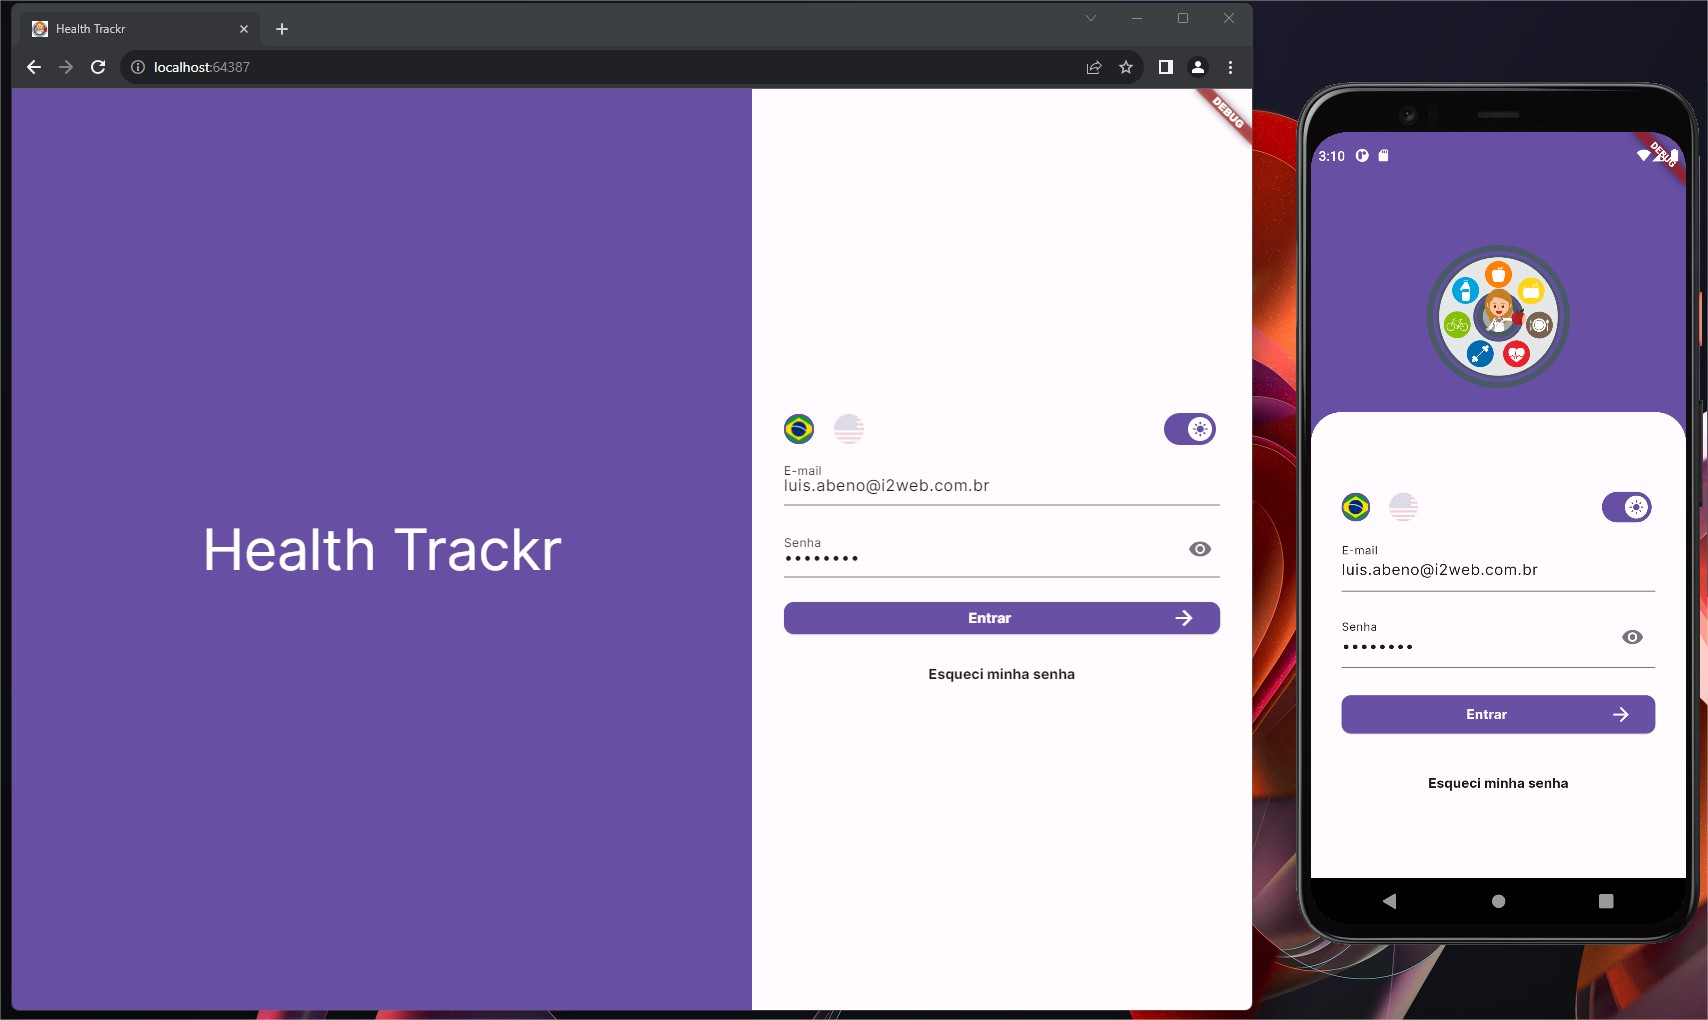 Health Trackr
localhost:64387
DEBUG
Health Trackr
E-mail
luis.abeno@i2web.com.br
Senha
••••••••
Entrar
Esqueci minha senha
3:10
DEBUG
E-mail
luis.abeno@i2web.com.br
Senha
••••••••
Entrar
Esqueci minha senha